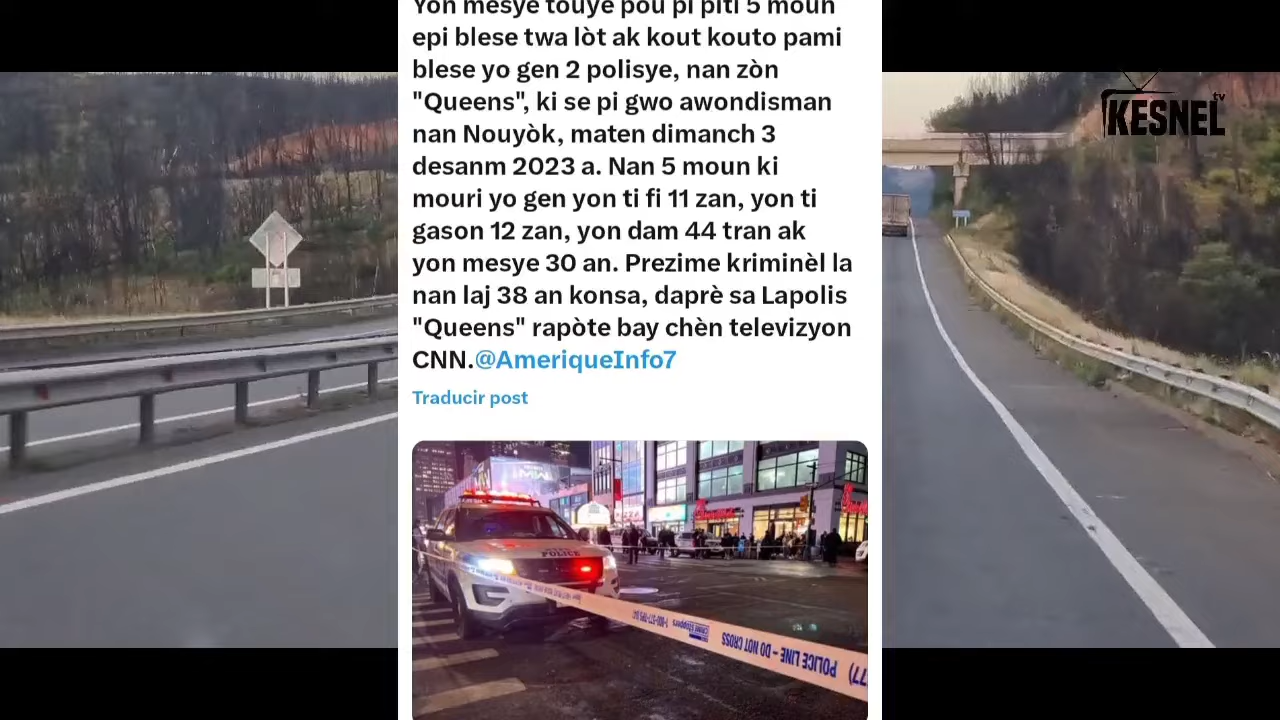 Yon mesye touye pou pi piti 5 moun
epi blese twa lòt ak kout kouto pami
blese yo gen 2 polisye, nan zòn
"Queens", ki se pi gwo awondisman
nan Nouyòk, maten dimanch 3
desanm 2023 a. Nan 5 moun ki
mouri yo gen yon ti fi 11 zan, yon ti
gason 12 zan, yon dam 44 tran ak
yon mesye 30 an. Prezime kriminèl la
nan laj 38 an konsa, daprè sa Lapolis
"Queens" rapòte bay chèn televizyon
CNN.@AmeriqueInfo7
Traducir post
KESNEL tv
POLICE
POLICE LINE – DO NOT CROSS